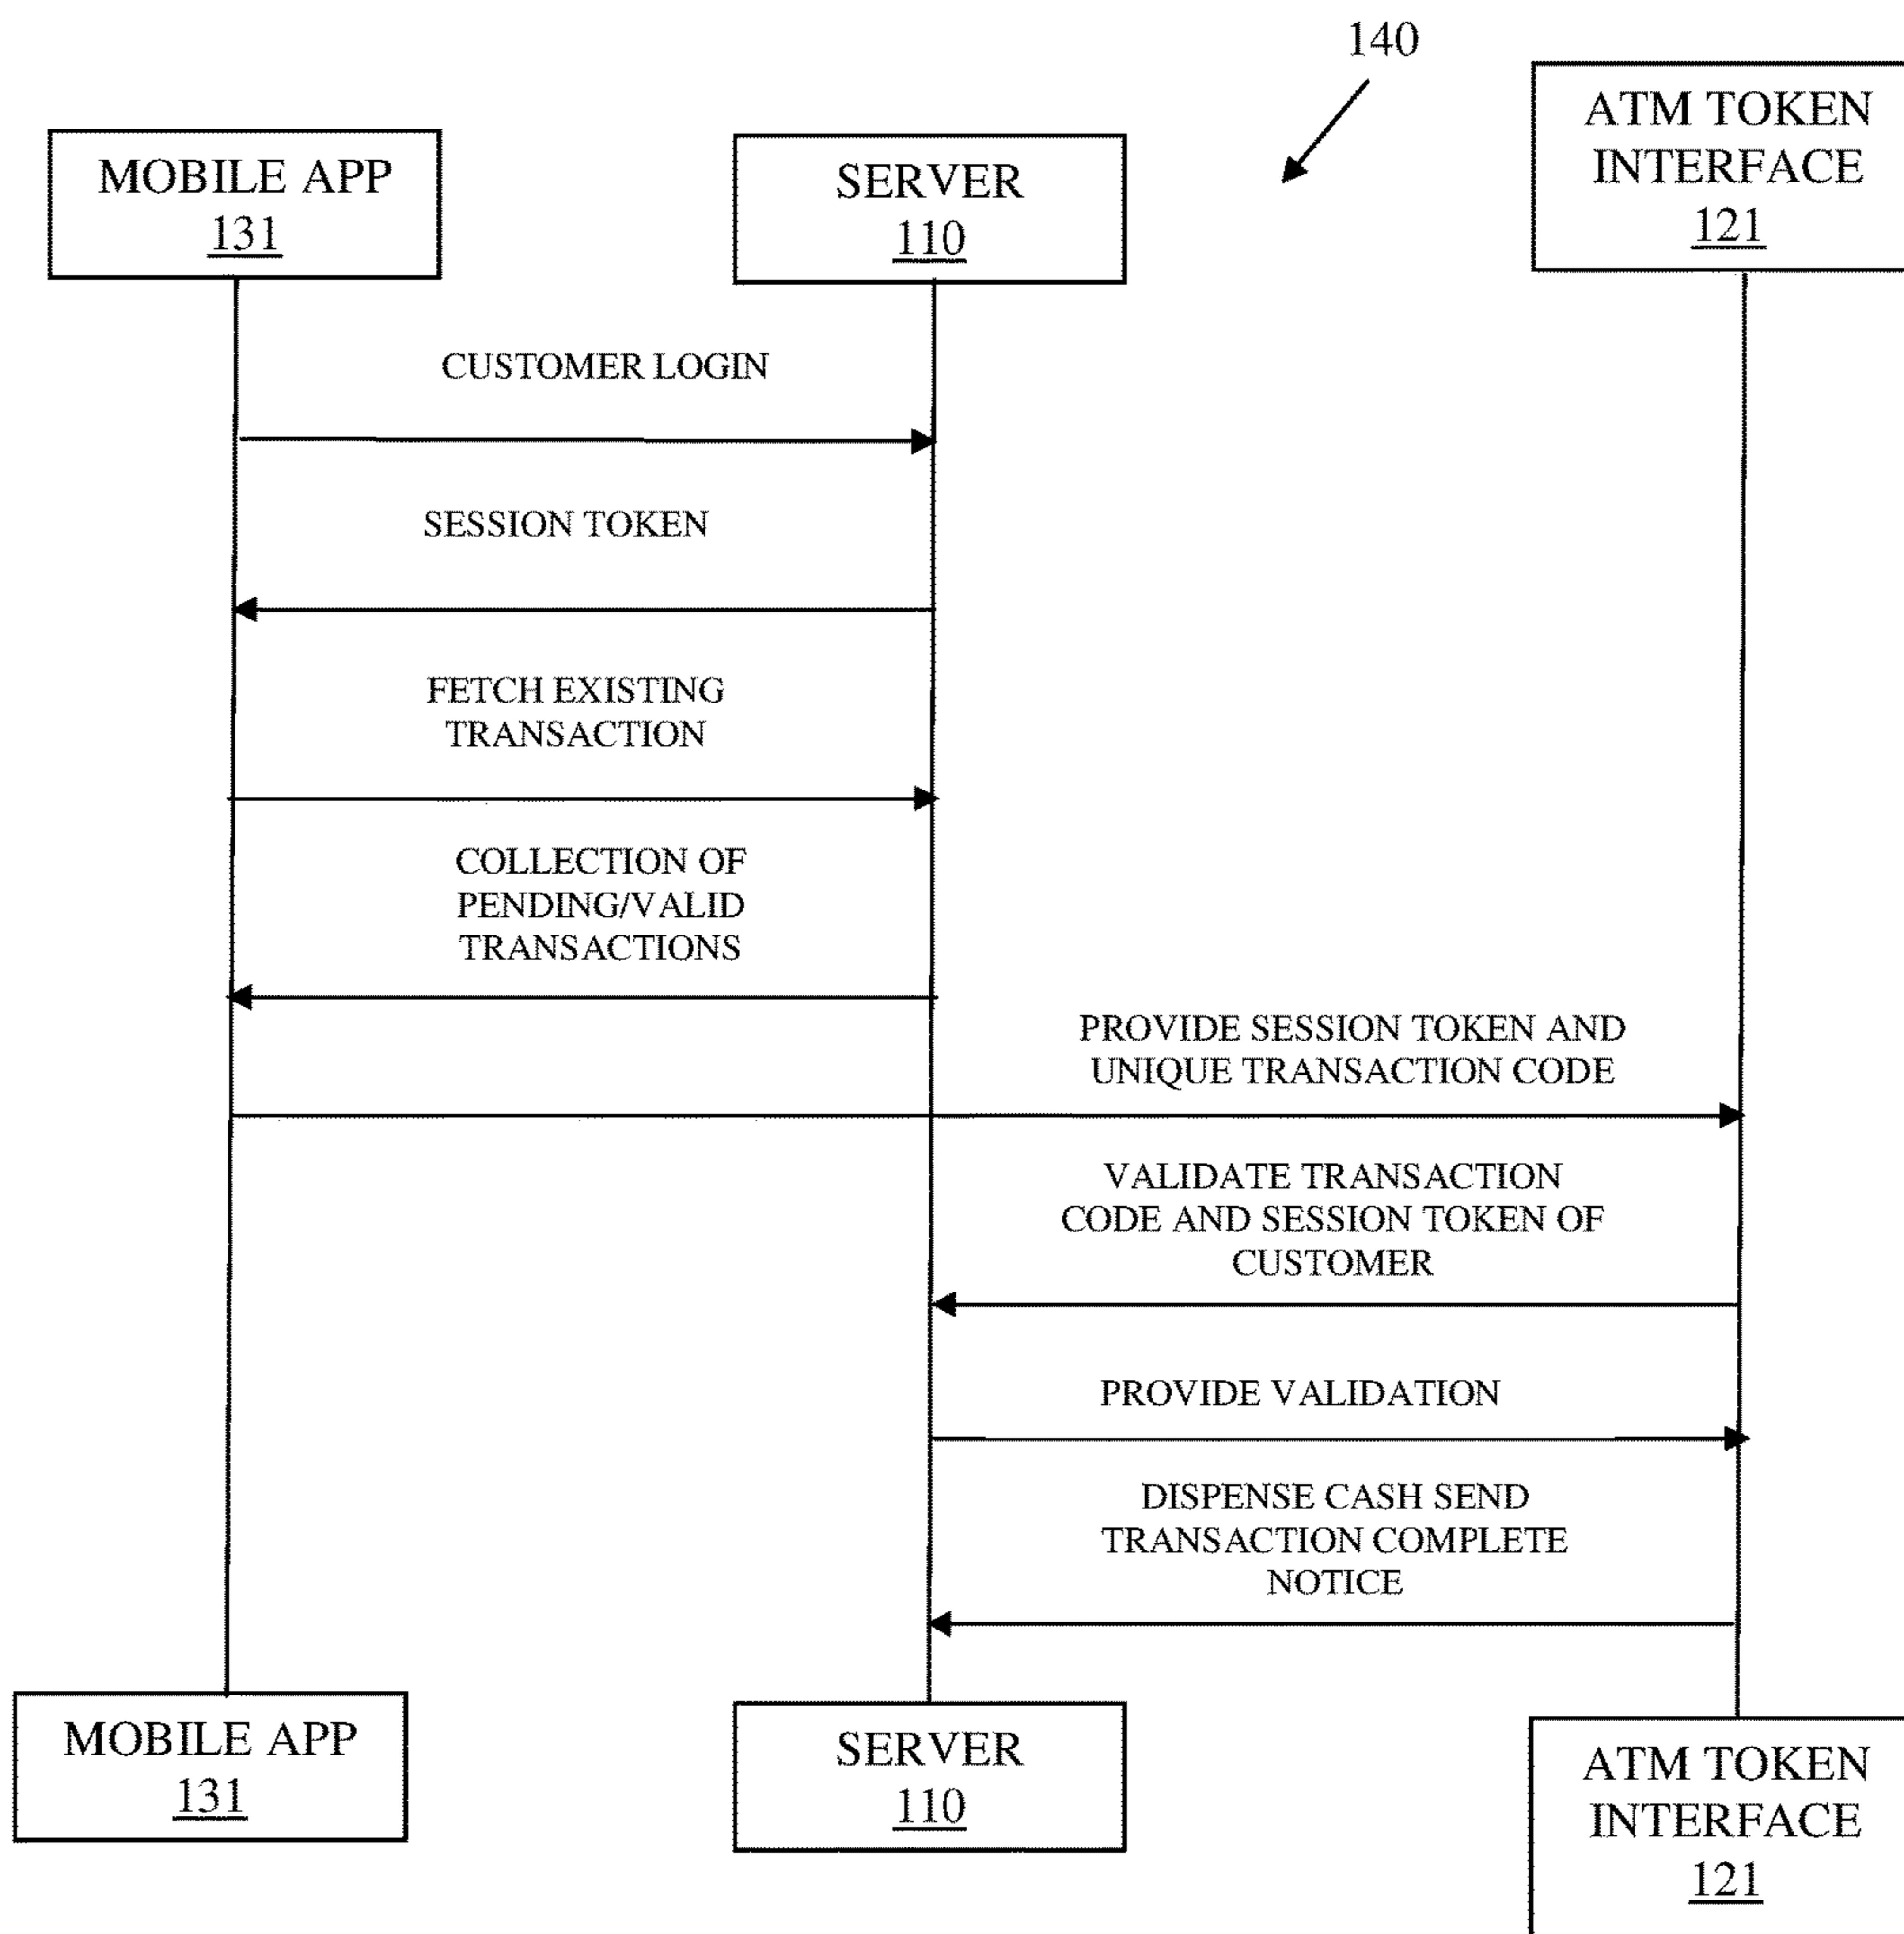 140
MOBILE APP
131
SERVER
110
ATM TOKEN
INTERFACE
121
CUSTOMER LOGIN
SESSION TOKEN
FETCH EXISTING
TRANSACTION
COLLECTION OF
PENDING/VALID
TRANSACTIONS
PROVIDE SESSION TOKEN AND
UNIQUE TRANSACTION CODE
VALIDATE TRANSACTION
CODE AND SESSION TOKEN OF
CUSTOMER
PROVIDE VALIDATION
DISPENSE CASH SEND
TRANSACTION COMPLETE
NOTICE
MOBILE APP
131
SERVER
110
ATM TOKEN
INTERFACE
121